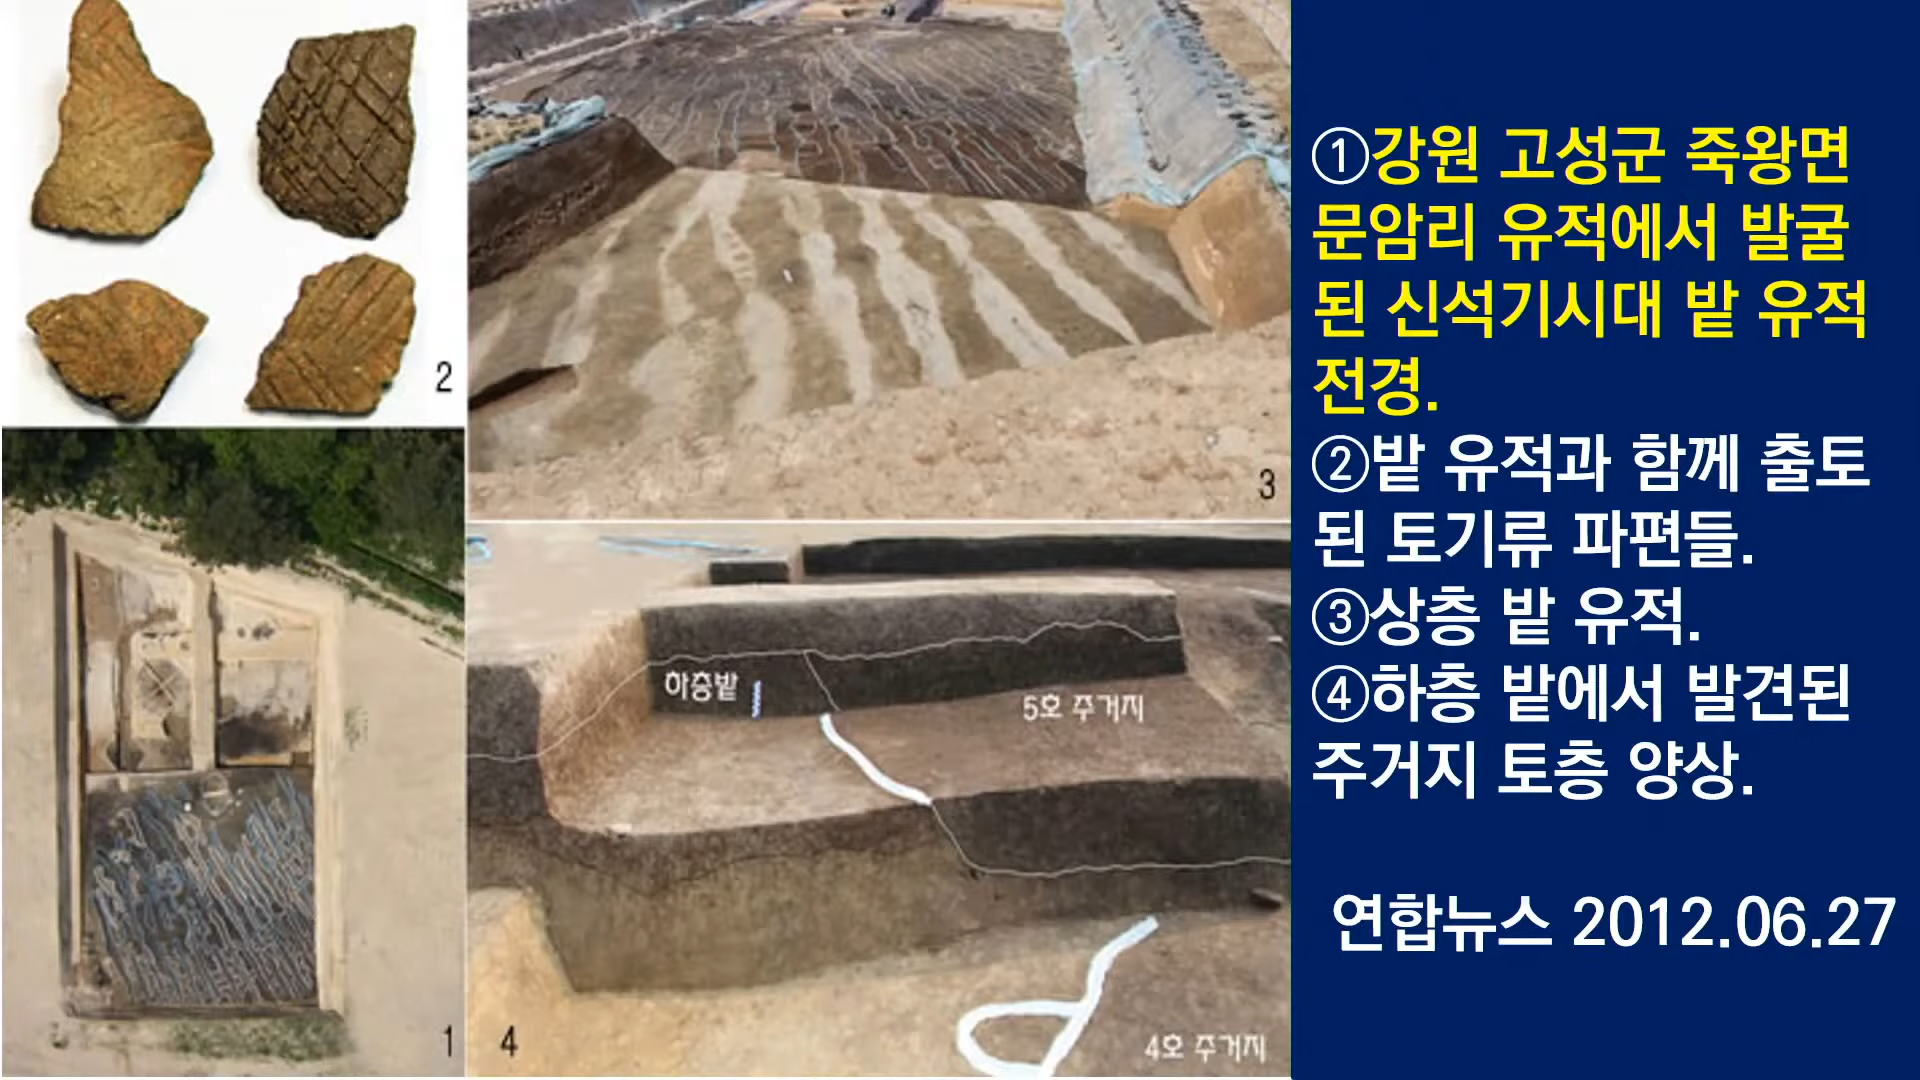 2
3
하층밭
5호 주거지
1
4
4호 주거지
①강원 고성군 죽왕면
문암리 유적에서 발굴
된 신석기시대 밭 유적
전경.
②밭 유적과 함께 출토
된 토기류 파편들.
③상층 밭 유적.
④하층 밭에서 발견된
주거지 토층 양상.
연합뉴스 2012.06.27